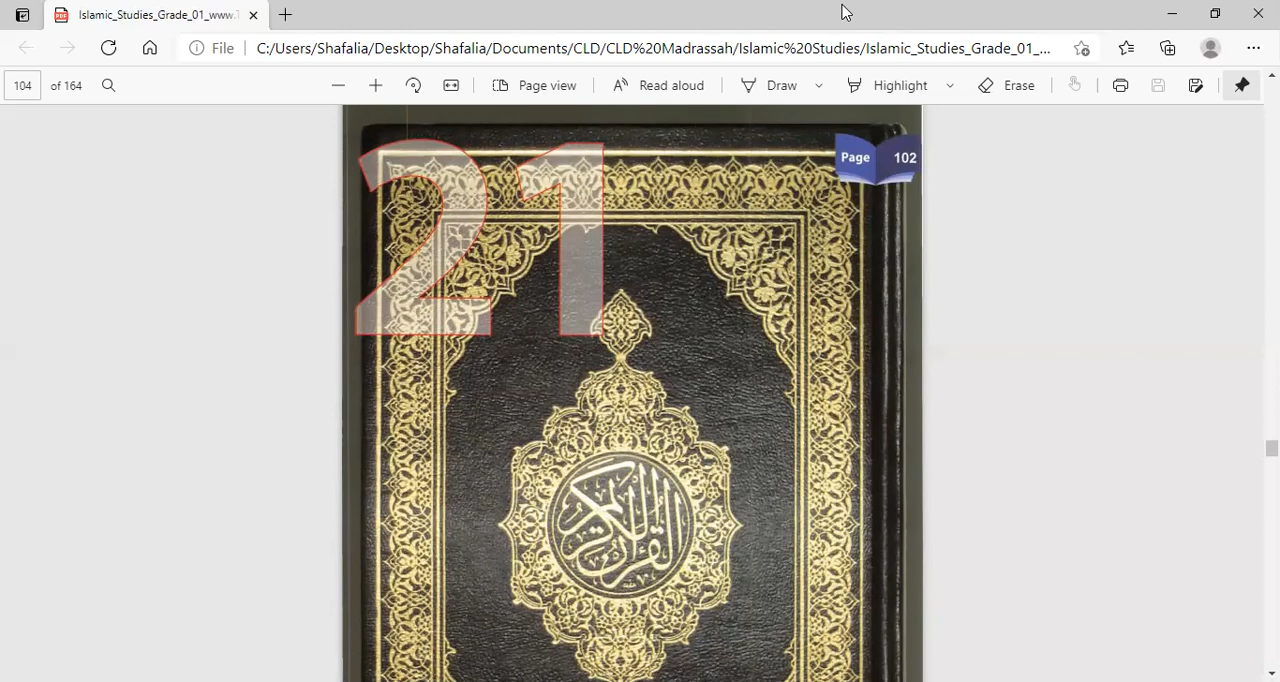 Islamic_Studies_Grade_01_www.
File
C:/Users/Shafalia/Desktop/Shafalia/Documents/CLD/CLD%20Madrassah/Islamic%20Studies/Islamic_Studies_Grade_01_...
104 of 164
Page view
Read aloud
Draw
Highlight
Erase
21
Page 102
القرآن الكريم